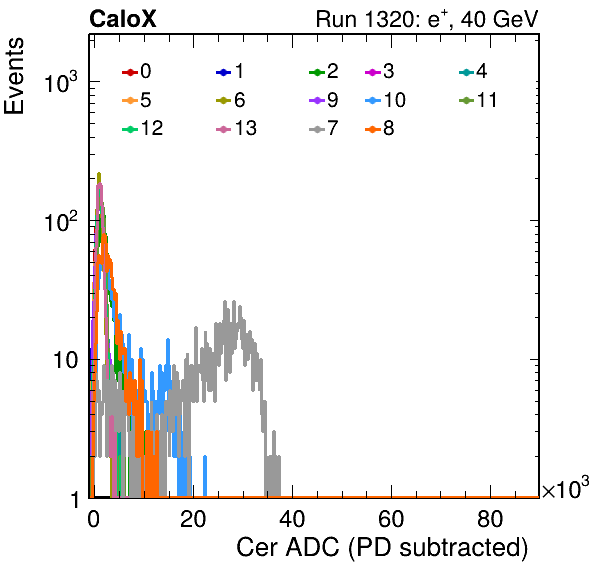 CaloX Run 1320: e⁺, 40 GeV
Events
0 1 2 3 4
5 6 9 10 11
12 13 7 8
10³
10²
10
1
0 20 40 60 80 ×10³
Cer ADC (PD subtracted)